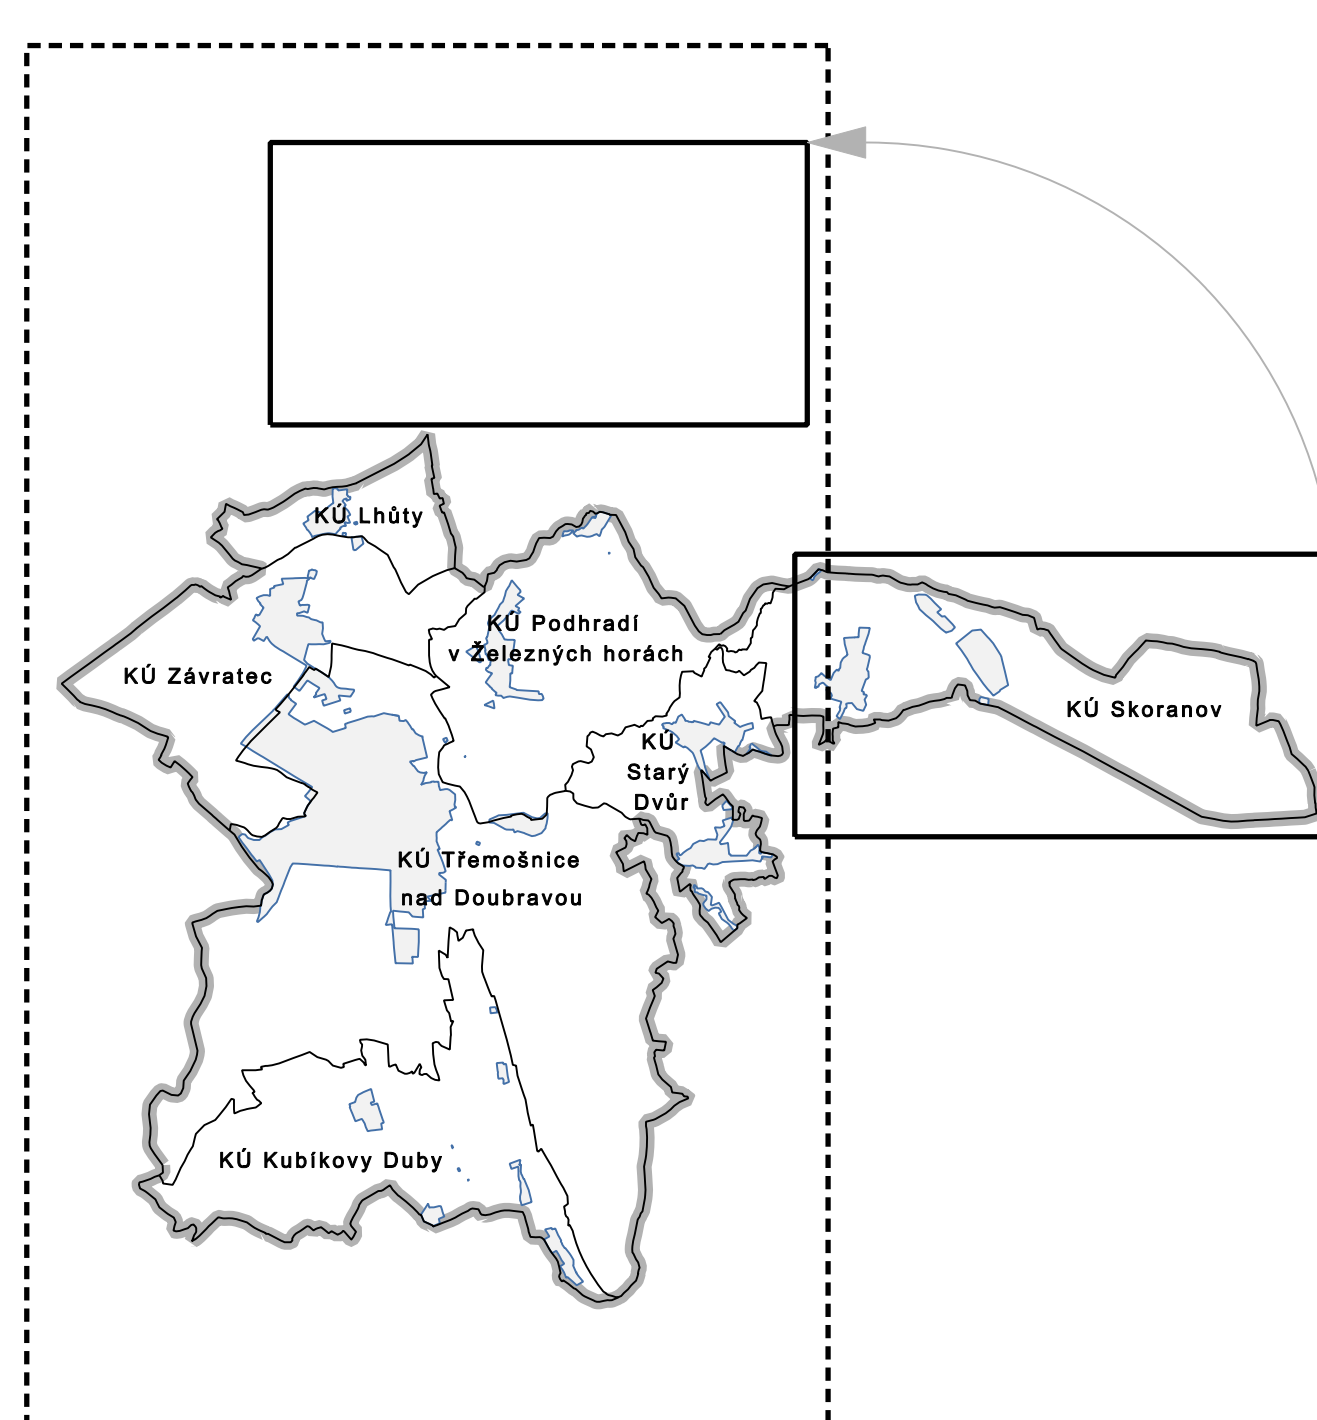 KÚ Lhůty
KÚ Podhradí
v Železných horách
KÚ Závratec
KÚ Skoranov
KÚ
Starý
Dvůr
KÚ Třemošnice
nad Doubravou
KÚ Kubíkovy Duby